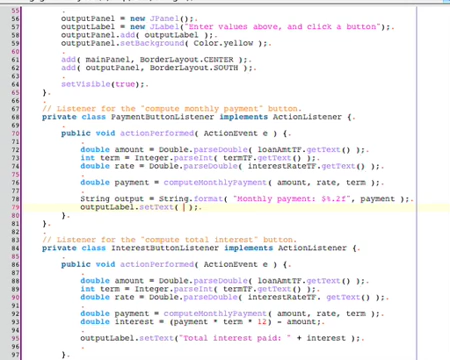 55 .
56 outputPanel = new JPanel();.
57 outputLabel = new JLabel("Enter values above, and click a button");.
58 outputPanel.add( outputLabel );.
59 outputPanel.setBackground( Color.yellow );.
60 .
61 add( mainPanel, BorderLayout.CENTER );.
62 add( outputPanel, BorderLayout.SOUTH );.
63 .
64 setVisible(true);.
65 }.
66 .
67 // Listener for the "compute monthly payment" button.
68 private class PaymentButtonListener implements ActionListener {.
69 .
70 public void actionPerformed( ActionEvent e ) {.
71 .
72 double amount = Double.parseDouble( loanAmtTF.getText() );.
73 int term = Integer.parseInt( termTF.getText() );.
74 double rate = Double.parseDouble( interestRateTF.getText() );.
75 .
76 double payment = computeMonthlyPayment( amount, rate, term );.
77 .
78 String output = String.format( "Monthly payment: $%.2f", payment );.
79 outputLabel.setText( );.
80 }.
81 }.
82 .
83 // Listener for the "compute total interest" button.
84 private class InterestButtonListener implements ActionListener {.
85 .
86 public void actionPerformed( ActionEvent e ) {.
87 .
88 double amount = Double.parseDouble( loanAmtTF.getText() );.
89 int term = Integer.parseInt( termTF.getText() );.
90 double rate = Double.parseDouble( interestRateTF. getText() );.
91 .
92 double payment = computeMonthlyPayment( amount, rate, term );.
93 double interest = (payment * term * 12) - amount;.
94 .
95 outputLabel.setText("Total interest paid: " + interest );.
96 .
97 }.